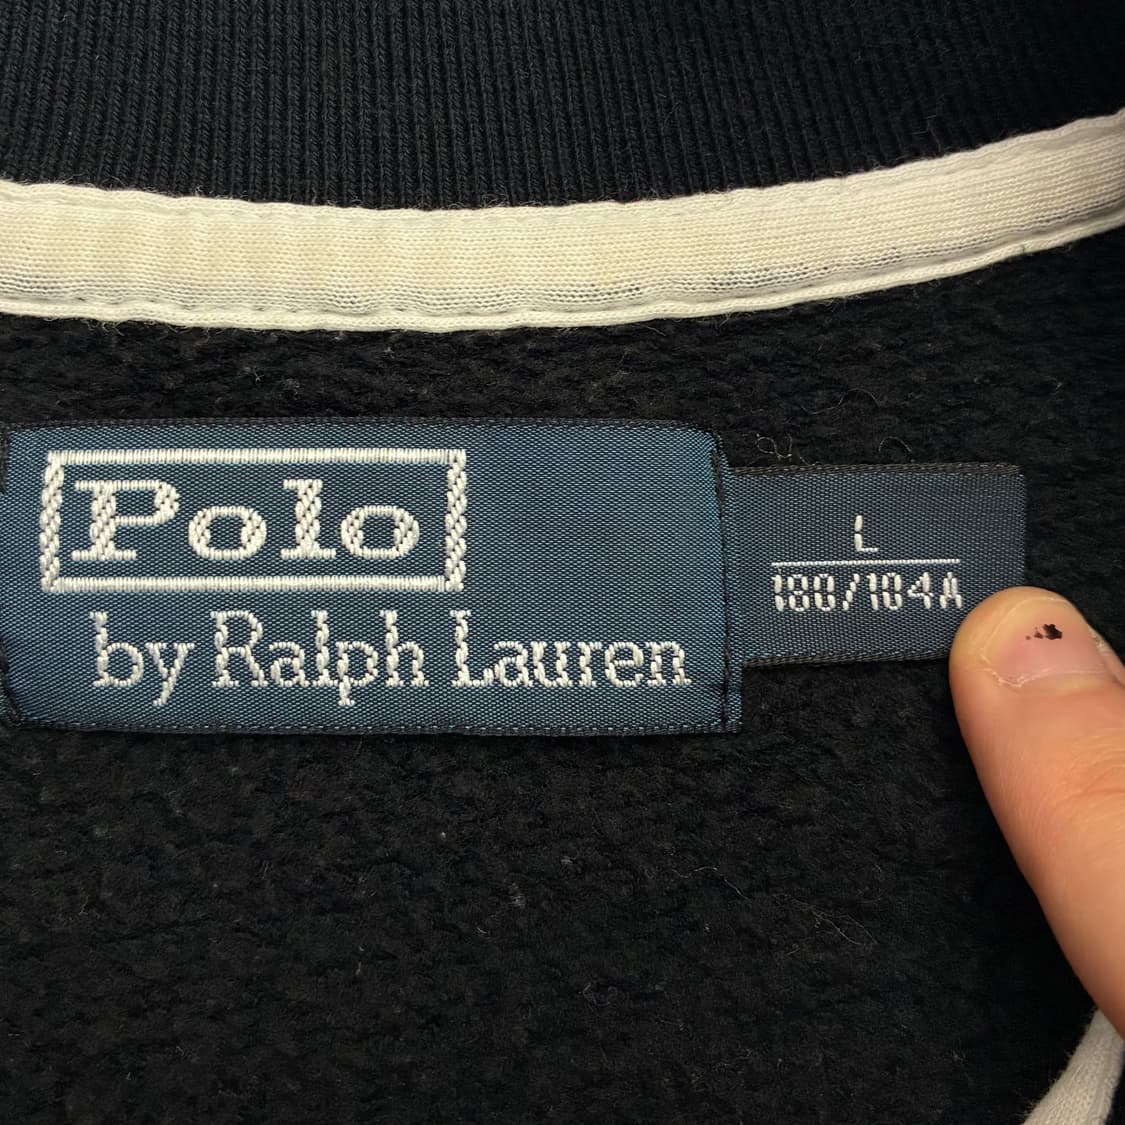 Polo
by Ralph Lauren
L
180/104A